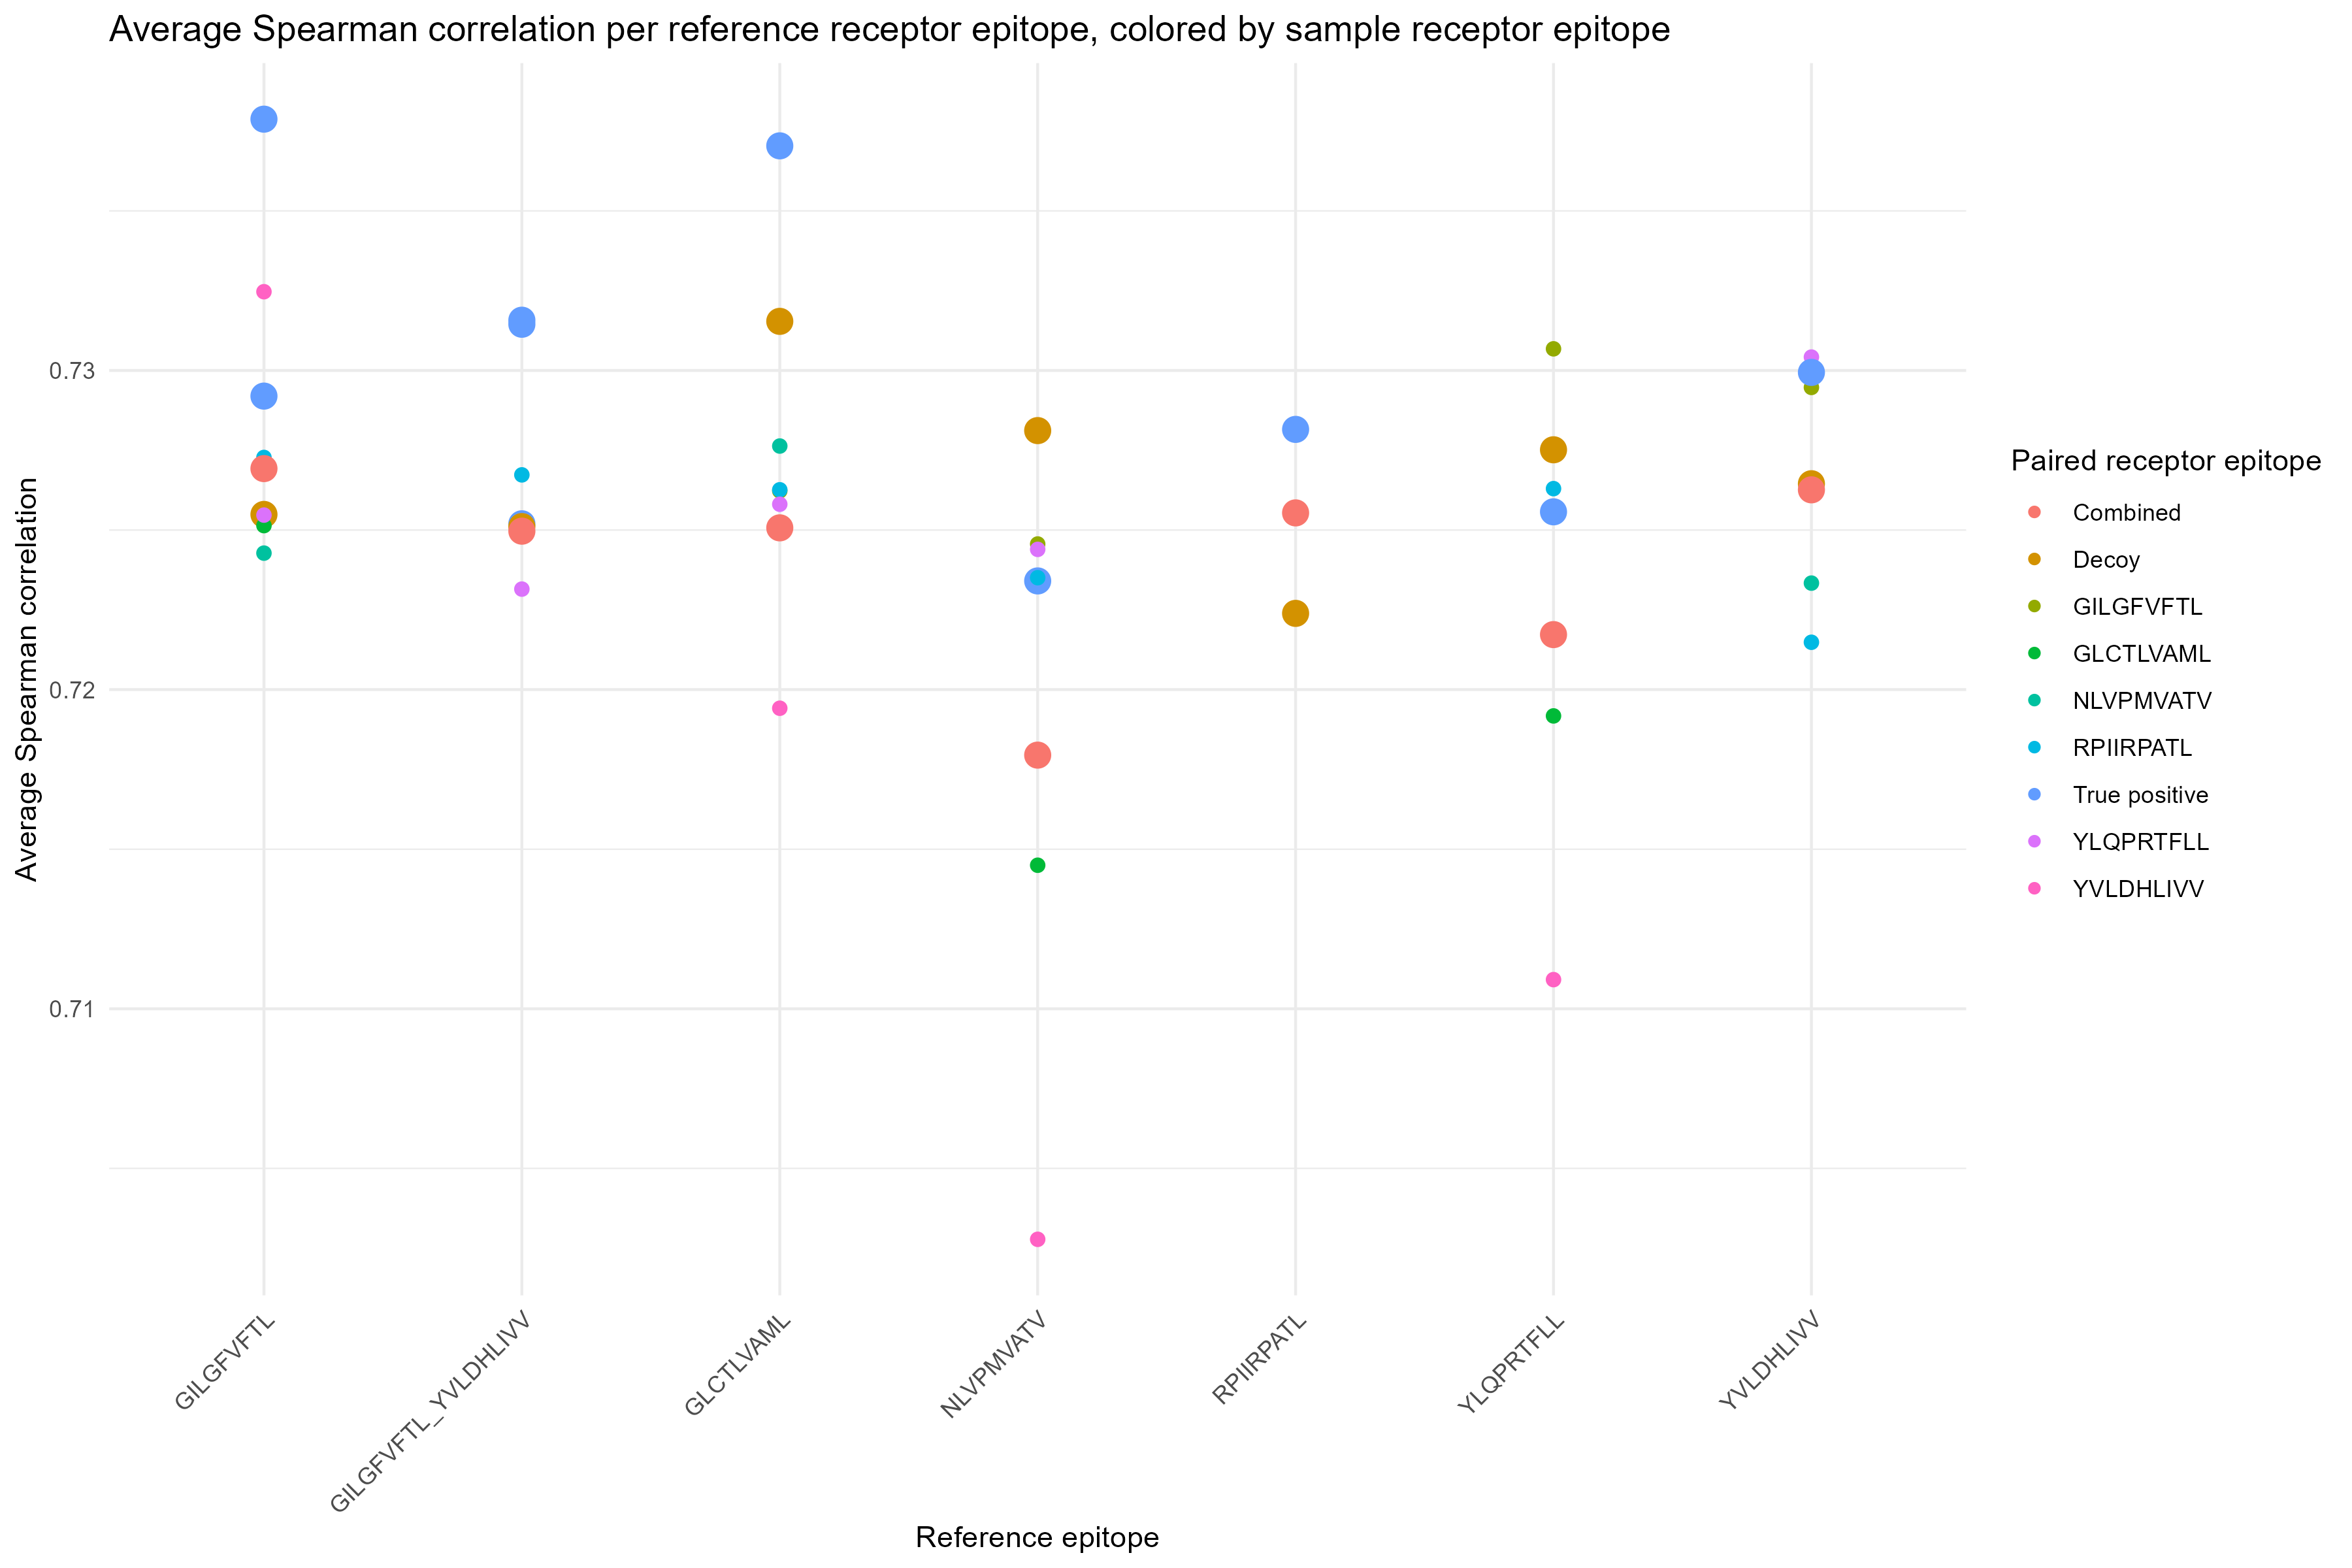 Average Spearman correlation per reference receptor epitope, colored by sample receptor epitope
Average Spearman correlation
0.73
0.72
0.71
GILGFVFTL
GILGFVFTL_YVLDHLIVV
GLCTLVAML
NLVPMVATV
RPIIRPATL
YLQPRTFLL
YVLDHLIVV
Reference epitope
Paired receptor epitope
Combined
Decoy
GILGFVFTL
GLCTLVAML
NLVPMVATV
RPIIRPATL
True positive
YLQPRTFLL
YVLDHLIVV